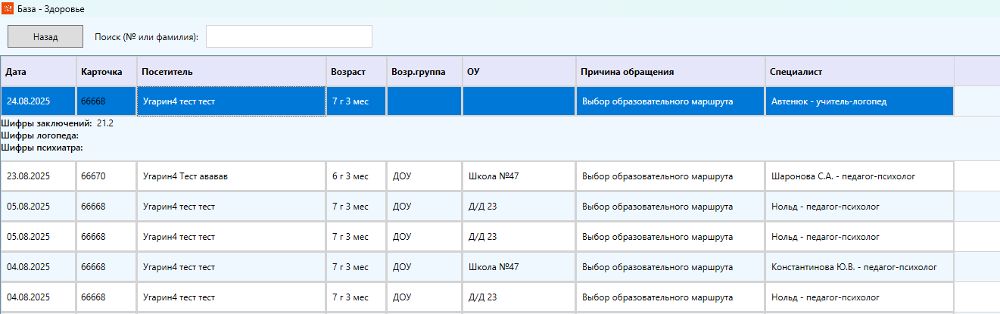 База - Здоровье
Назад Поиск (№ или фамилия):
Дата Карточка Посетитель Возраст Возр.группа ОУ Причина обращения Специалист
24.08.2025 66668 Угарин4 тест тест 7 г 3 мес Выбор образовательного маршрута Автенюк - учитель-логопед
Шифры заключений: 21.2
Шифры логопеда:
Шифры психиатра:
23.08.2025 66670 Угарин4 Тест ававав 6 г 3 мес ДОУ Школа №47 Выбор образовательного маршрута Шаронова С.А. - педагог-психолог
05.08.2025 66668 Угарин4 тест тест 7 г 3 мес ДОУ Д/Д 23 Выбор образовательного маршрута Нольд - педагог-психолог
05.08.2025 66668 Угарин4 тест тест 7 г 3 мес ДОУ Д/Д 23 Выбор образовательного маршрута Нольд - педагог-психолог
04.08.2025 66668 Угарин4 тест тест 7 г 3 мес ДОУ Школа №47 Выбор образовательного маршрута Константинова Ю.В. - педагог-психолог
04.08.2025 66668 Угарин4 тест тест 7 г 3 мес ДОУ Д/Д 23 Выбор образовательного маршрута Нольд - педагог-психолог